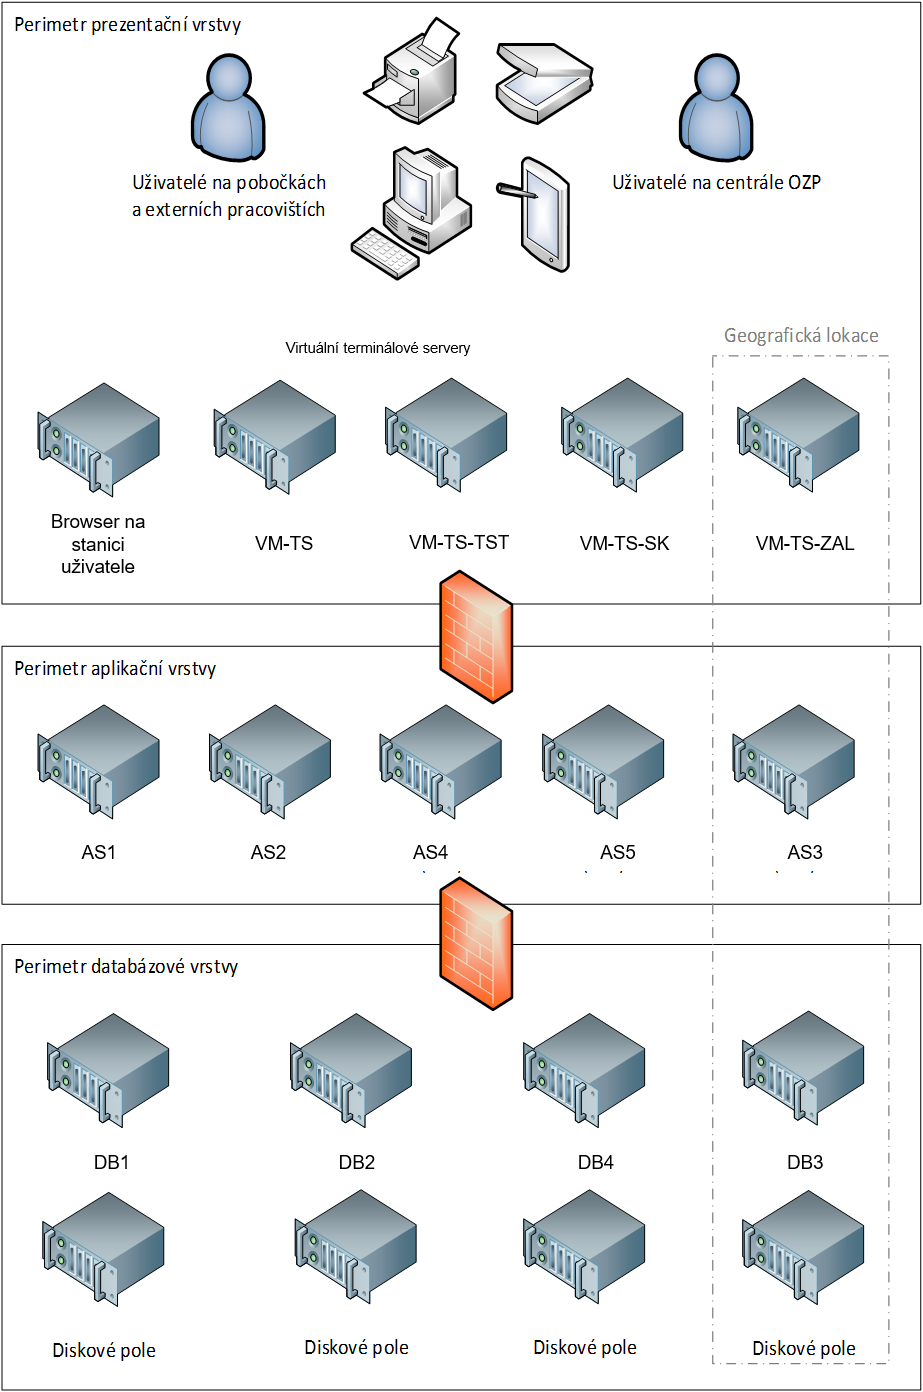 Perimetr prezentační vrstvy
Uživatelé na pobočkách
a externích pracovištích
Uživatelé na centrále OZP
Geografická lokace
Virtuální terminálové servery
Browser na
stanici
uživatele
VM-TS
VM-TS-TST
VM-TS-SK
VM-TS-ZAL
Perimetr aplikační vrstvy
AS1
AS2
AS4
AS5
AS3
Perimetr databázové vrstvy
DB1
DB2
DB4
DB3
Diskové pole
Diskové pole
Diskové pole
Diskové pole